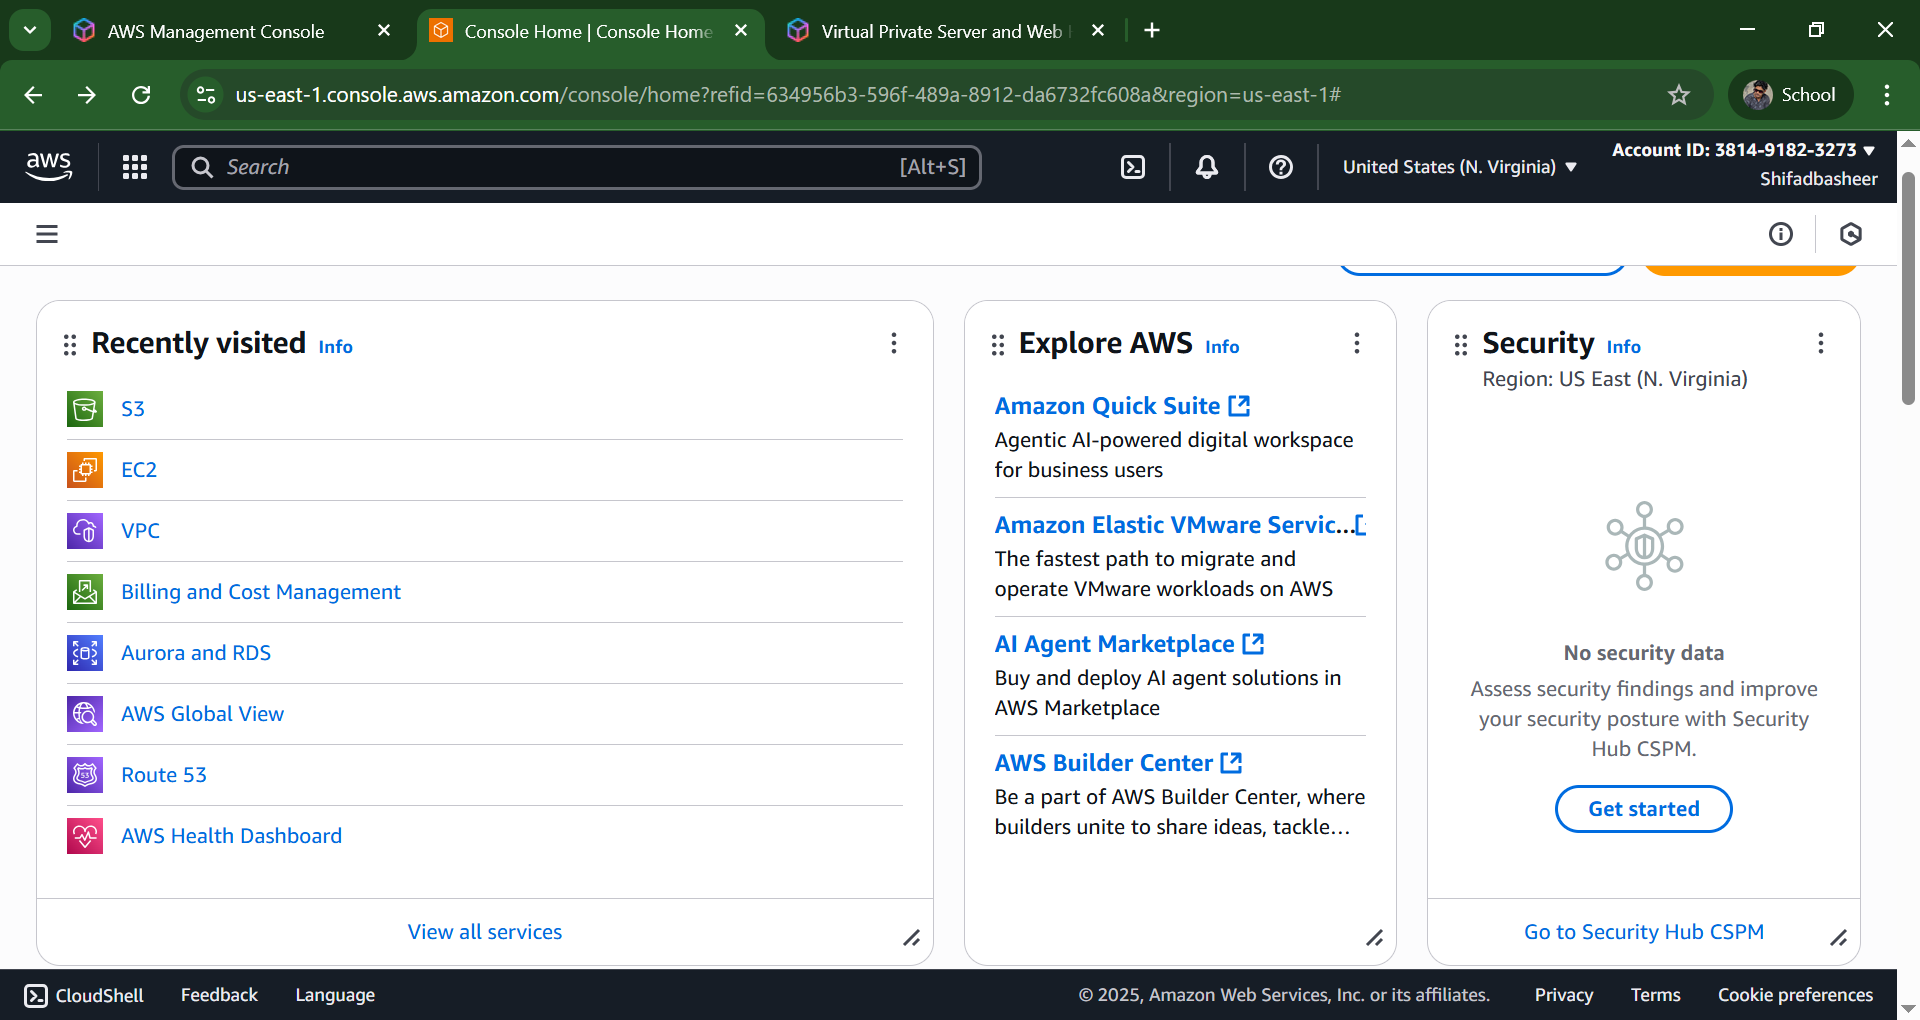 AWS Management Console
Console Home | Console Home
Virtual Private Server and Web
us-east-1.console.aws.amazon.com/console/home?refid=634956b3-596f-489a-8912-da6732fc608a&region=us-east-1#
School
aws
Search
[Alt+S]
United States (N. Virginia)
Account ID: 3814-9182-3273
Shifadbasheer
Recently visited Info
S3
EC2
VPC
Billing and Cost Management
Aurora and RDS
AWS Global View
Route 53
AWS Health Dashboard
View all services
Explore AWS Info
Amazon Quick Suite
Agentic AI-powered digital workspace
for business users
Amazon Elastic VMware Servic...
The fastest path to migrate and
operate VMware workloads on AWS
AI Agent Marketplace
Buy and deploy AI agent solutions in
AWS Marketplace
AWS Builder Center
Be a part of AWS Builder Center, where
builders unite to share ideas, tackle...
Security Info
Region: US East (N. Virginia)
No security data
Assess security findings and improve
your security posture with Security
Hub CSPM.
Get started
Go to Security Hub CSPM
CloudShell
Feedback
Language
© 2025, Amazon Web Services, Inc. or its affiliates.
Privacy
Terms
Cookie preferences